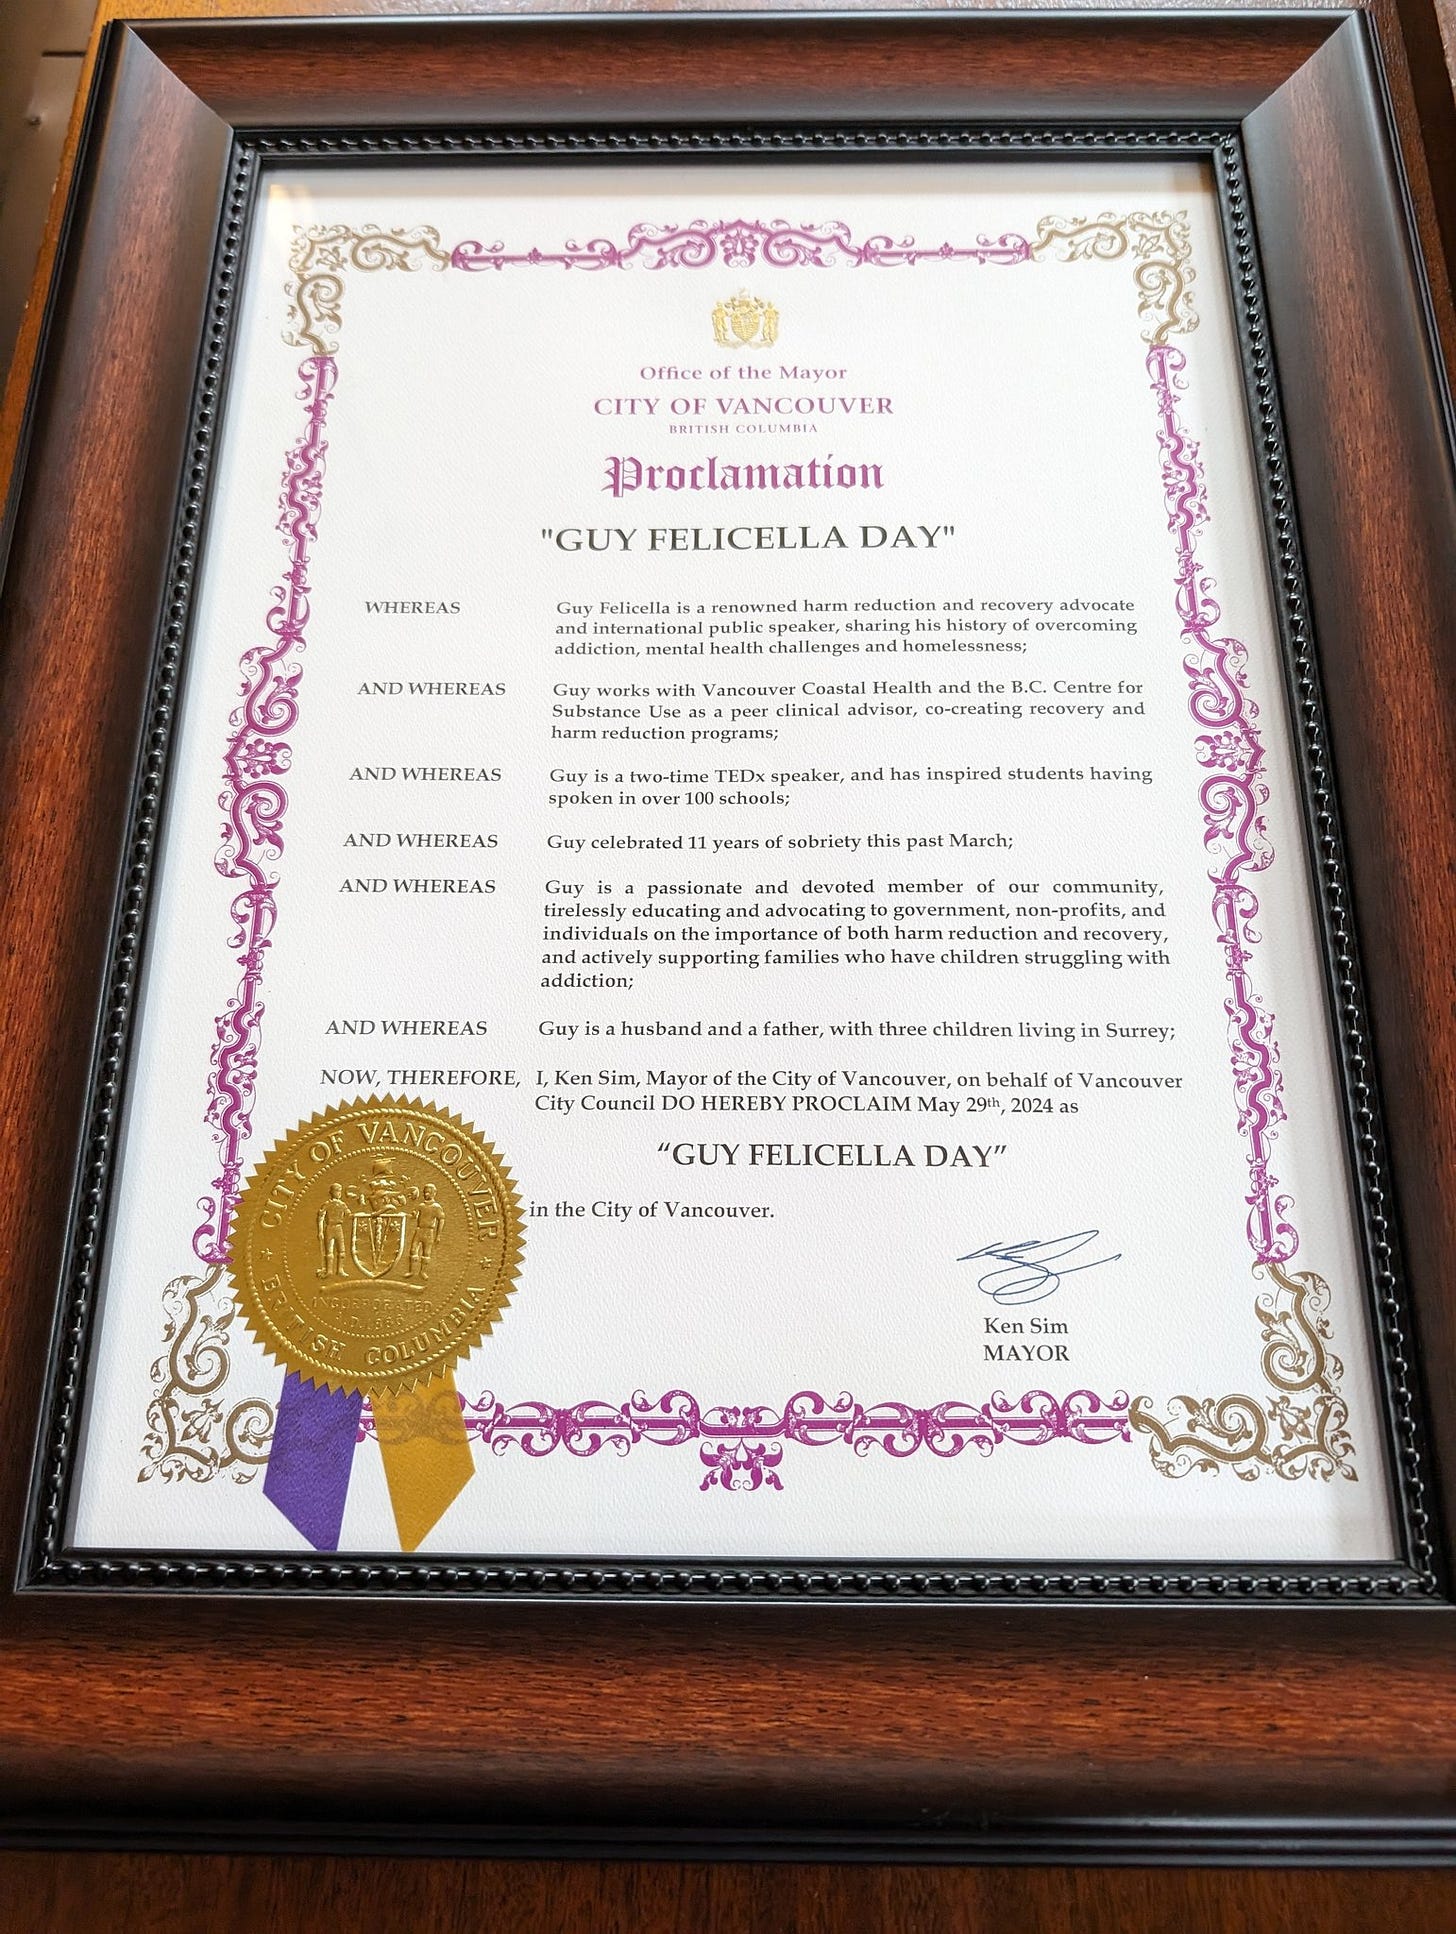 Office of the Mayor
CITY OF VANCOUVER
BRITISH COLUMBIA
Proclamation
"GUY FELICELLA DAY"
WHEREAS Guy Felicella is a renowned harm reduction and recovery advocate
and international public speaker, sharing his history of overcoming
addiction, mental health challenges and homelessness;
AND WHEREAS Guy works with Vancouver Coastal Health and the B.C. Centre for
Substance Use as a peer clinical advisor, co-creating recovery and
harm reduction programs;
AND WHEREAS Guy is a two-time TEDx speaker, and has inspired students having
spoken in over 100 schools;
AND WHEREAS Guy celebrated 11 years of sobriety this past March;
AND WHEREAS Guy is a passionate and devoted member of our community,
tirelessly educating and advocating to government, non-profits, and
individuals on the importance of both harm reduction and recovery,
and actively supporting families who have children struggling with
addiction;
AND WHEREAS Guy is a husband and a father, with three children living in Surrey;
NOW, THEREFORE, I, Ken Sim, Mayor of the City of Vancouver, on behalf of Vancouver
City Council DO HEREBY PROCLAIM May 29th, 2024 as
“GUY FELICELLA DAY”
in the City of Vancouver.
Ken Sim
MAYOR
CITY OF VANCOUVER
INCORPORATED
BRITISH COLUMBIA